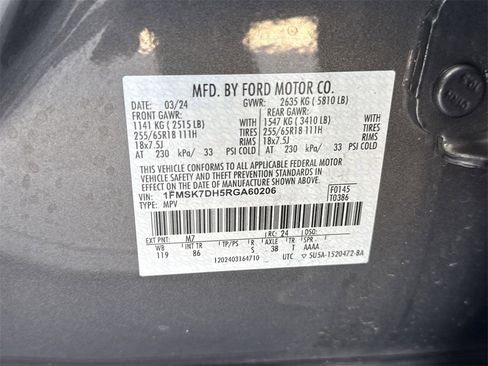 MFD. BY FORD MOTOR CO.
DATE: 03/24 GVWR: 2635 KG ( 5810 LB)
FRONT GAWR: REAR GAWR:
1141 KG ( 2515 LB) 1547 KG ( 3410 LB)
255/65R18 111H 255/65R18 111H
18x7.5J 18x7.5J
AT 230 kPa/ 33 PSI COLD AT 230 kPa/ 33 PSI COLD
THIS VEHICLE CONFORMS TO ALL APPLICABLE FEDERAL MOTOR
VEHICLE SAFETY AND THEFT PREVENTION STANDARDS IN
EFFECT ON THE DATE OF MANUFACTURE SHOWN ABOVE.
VIN: 1FMSK7DH5RGA60206 F0145
TYPE: MPV T0386
EXT PNT: M7 RC: 24 DSO:
WB INT TR TP/PS R AXLE TR SPR
119 86 S 38 T AAAA
1202403164710 UTC 5U5A-1520472-BA